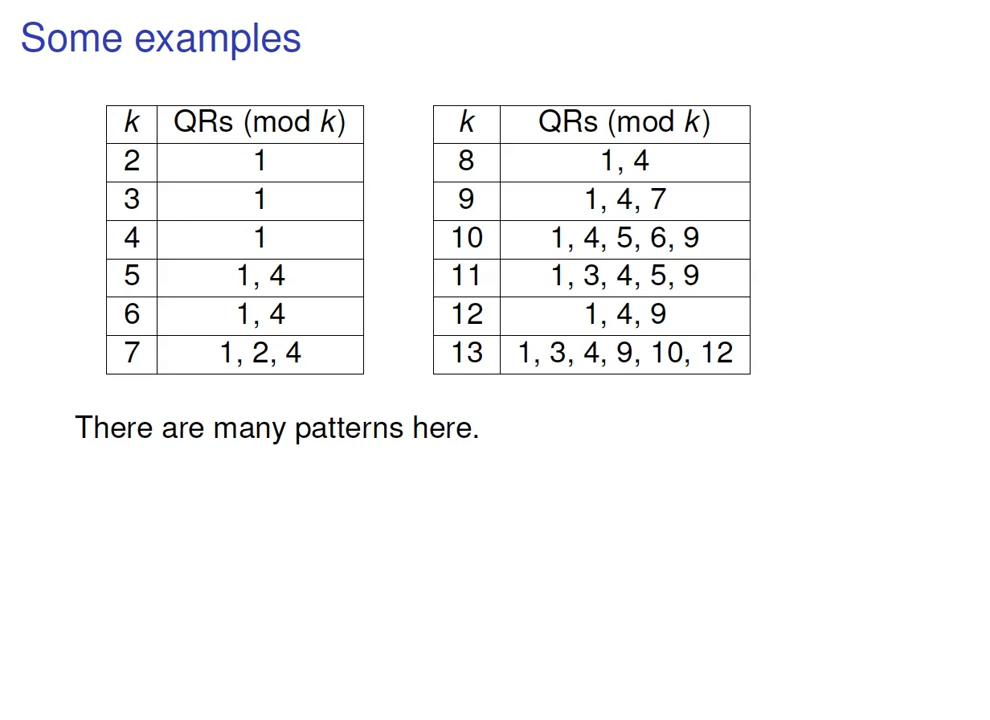 Some examples
k QRs (mod k)
2 1
3 1
4 1
5 1, 4
6 1, 4
7 1, 2, 4
k QRs (mod k)
8 1, 4
9 1, 4, 7
10 1, 4, 5, 6, 9
11 1, 3, 4, 5, 9
12 1, 4, 9
13 1, 3, 4, 9, 10, 12
There are many patterns here.